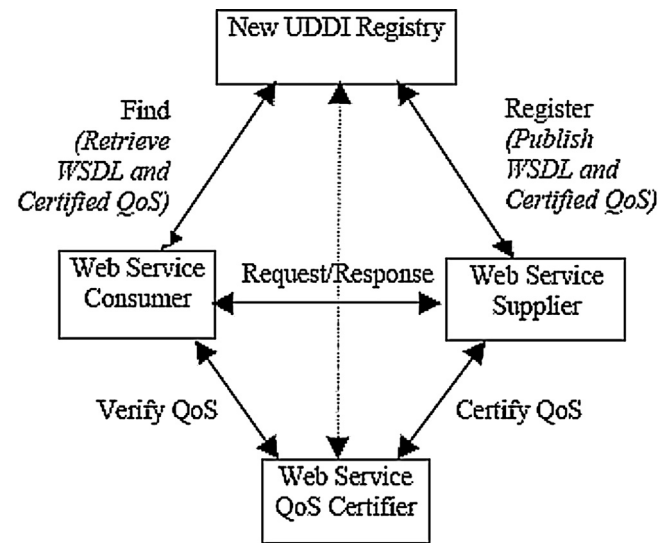 New UDDI Registry
Find
(Retrieve
WSDL and
Certified QoS)
Register
(Publish
WSDL and
Certified QoS)
Web Service
Consumer
Request/Response
Web Service
Supplier
Verify QoS
Certify QoS
Web Service
QoS Certifier